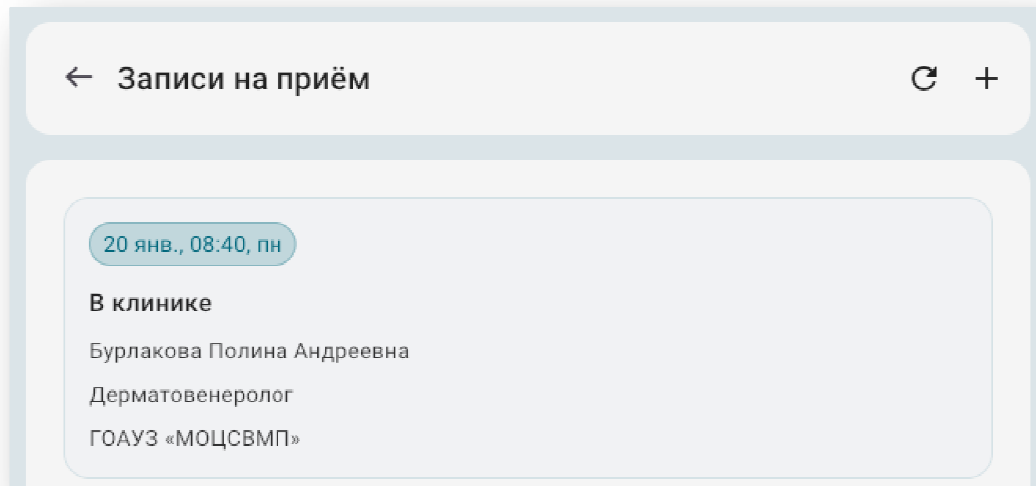 Записи на приём
20 янв., 08:40, пн
В клинике
Бурлакова Полина Андреевна
Дерматовенеролог
ГОАУЗ «МОЦСВМП»